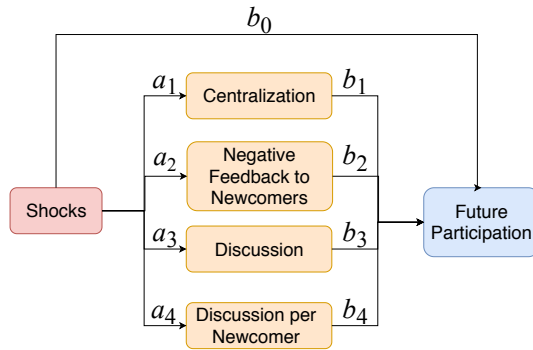 b0
a1
Centralization
b1
a2
Negative
Feedback to
Newcomers
b2
Shocks
Future
Participation
a3
Discussion
b3
a4
Discussion per
Newcomer
b4